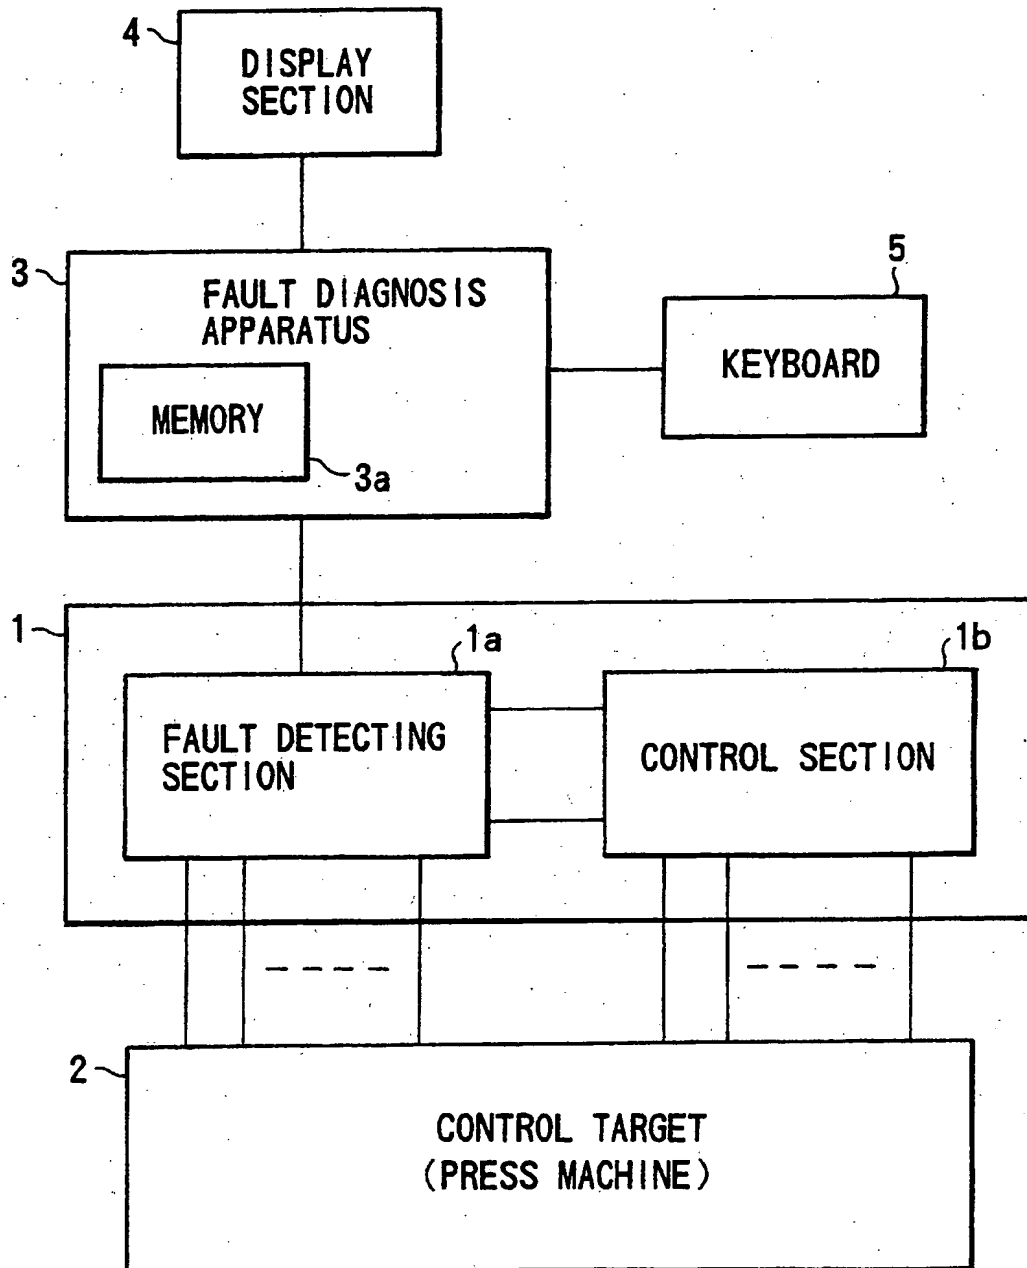 4
DISPLAY
SECTION
3
FAULT DIAGNOSIS
APPARATUS
5
KEYBOARD
MEMORY
3a
1
1a
1b
FAULT DETECTING
SECTION
CONTROL SECTION
2
CONTROL TARGET
(PRESS MACHINE)